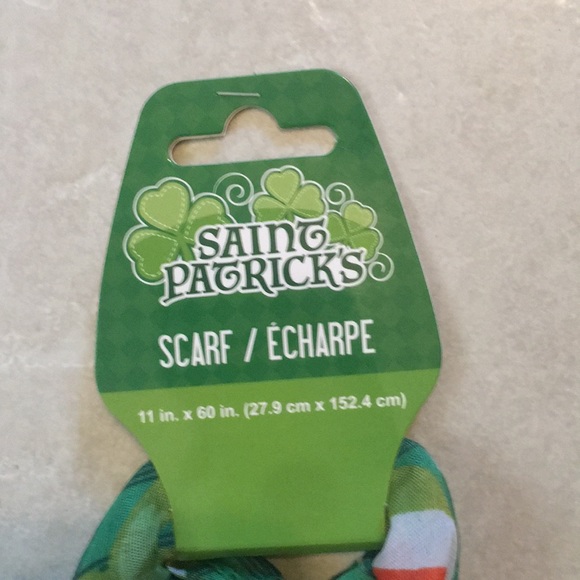 SAINT
PATRICK'S
SCARF / ÉCHARPE
11 in. x 60 in. (27.9 cm x 152.4 cm)